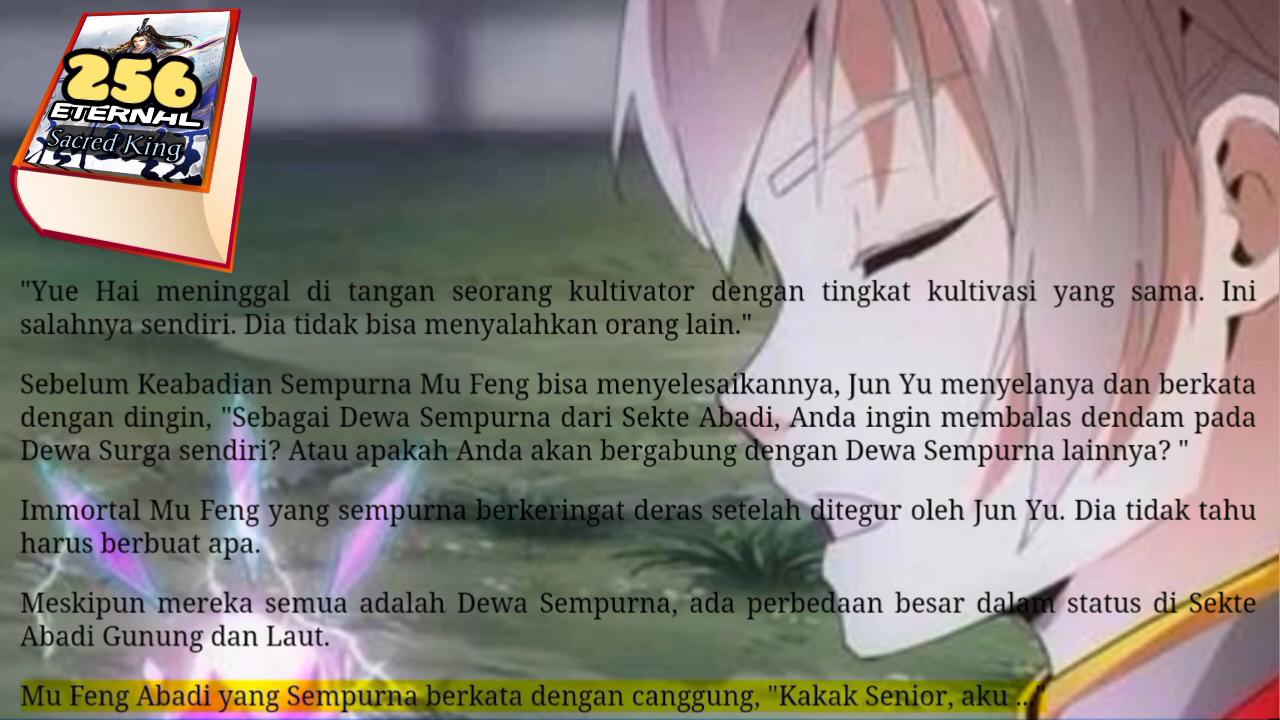 256
ETERNAL
Sacred King
"Yue Hai meninggal di tangan seorang kultivator dengan tingkat kultivasi yang sama. Ini
salahnya sendiri. Dia tidak bisa menyalahkan orang lain."
Sebelum Keabadian Sempurna Mu Feng bisa menyelesaikannya, Jun Yu menyelanya dan berkata
dengan dingin, "Sebagai Dewa Sempurna dari Sekte Abadi, Anda ingin membalas dendam pada
Dewa Surga sendiri? Atau apakah Anda akan bergabung dengan Dewa Sempurna lainnya? "
Immortal Mu Feng yang sempurna berkeringat deras setelah ditegur oleh Jun Yu. Dia tidak tahu
harus berbuat apa.
Meskipun mereka semua adalah Dewa Sempurna, ada perbedaan besar dalam status di Sekte
Abadi Gunung dan Laut.
Mu Feng Abadi yang Sempurna berkata dengan canggung, "Kakak Senior, aku ..."